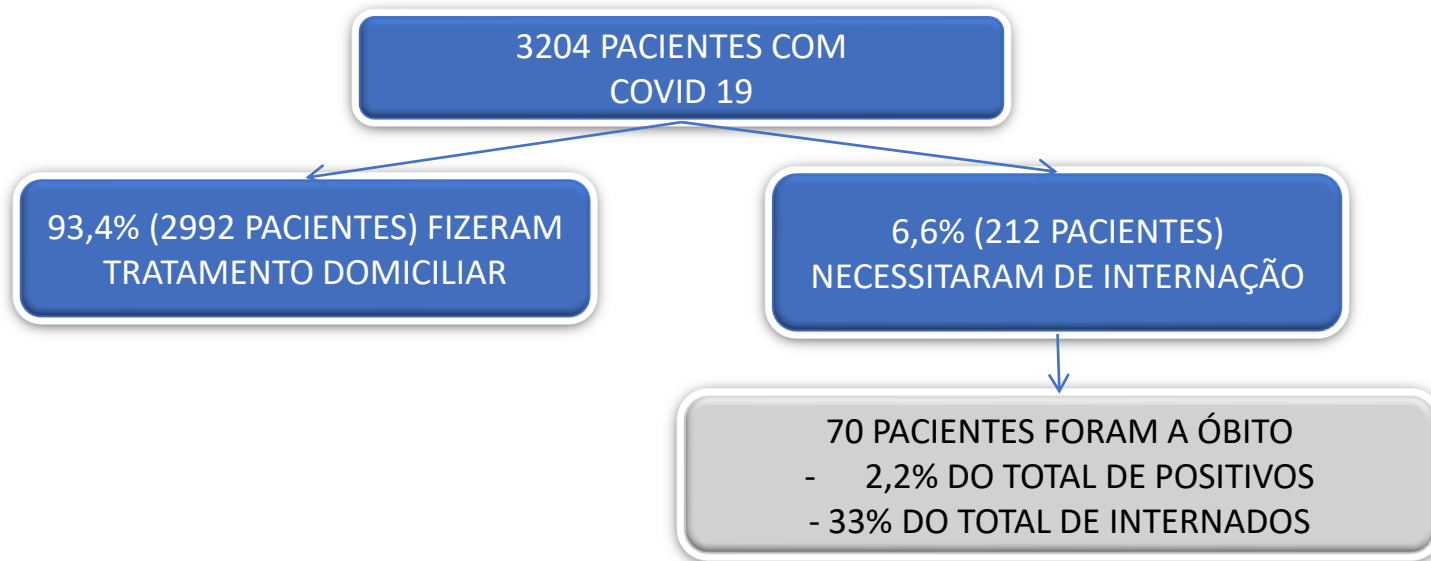 3204 PACIENTES COM
COVID 19
93,4% (2992 PACIENTES) FIZERAM
TRATAMENTO DOMICILIAR
6,6% (212 PACIENTES)
NECESSITARAM DE INTERNAÇÃO
70 PACIENTES FORAM A ÓBITO
- 2,2% DO TOTAL DE POSITIVOS
- 33% DO TOTAL DE INTERNADOS